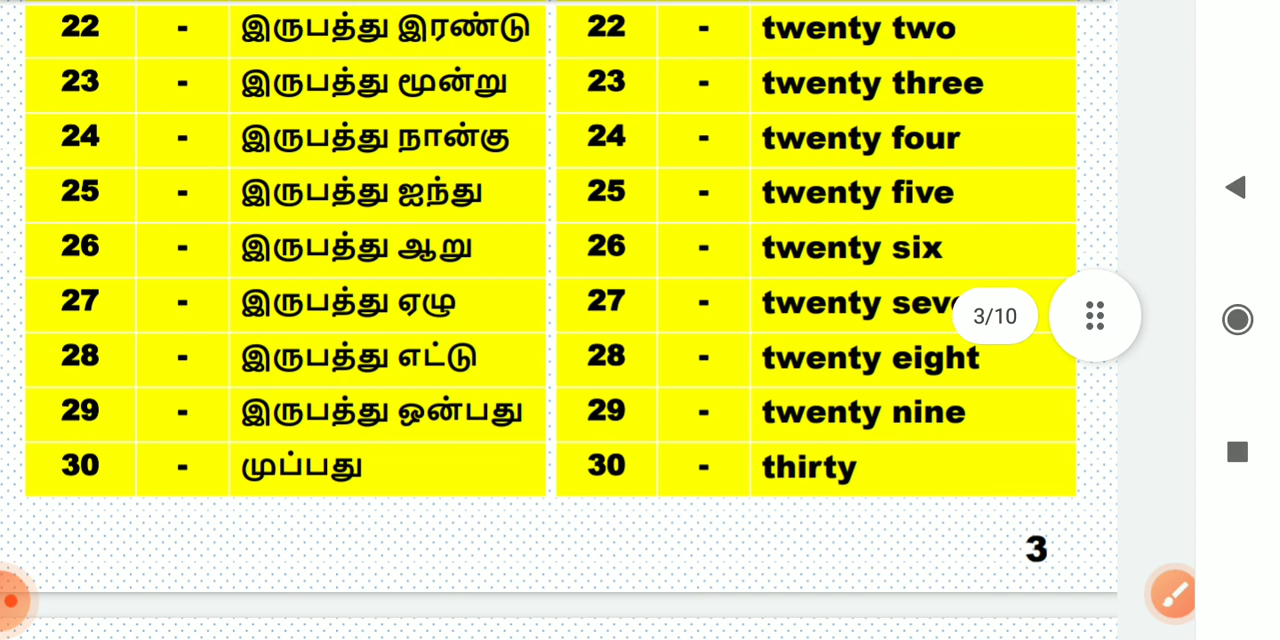 22 - இருபத்து இரண்டு 22 - twenty two
23 - இருபத்து மூன்று 23 - twenty three
24 - இருபத்து நான்கு 24 - twenty four
25 - இருபத்து ஐந்து 25 - twenty five
26 - இருபத்து ஆறு 26 - twenty six
27 - இருபத்து ஏழு 27 - twenty
3/10
28 - இருபத்து எட்டு 28 - twenty eight
29 - இருபத்து ஒன்பது 29 - twenty nine
30 - முப்பது 30 - thirty
3